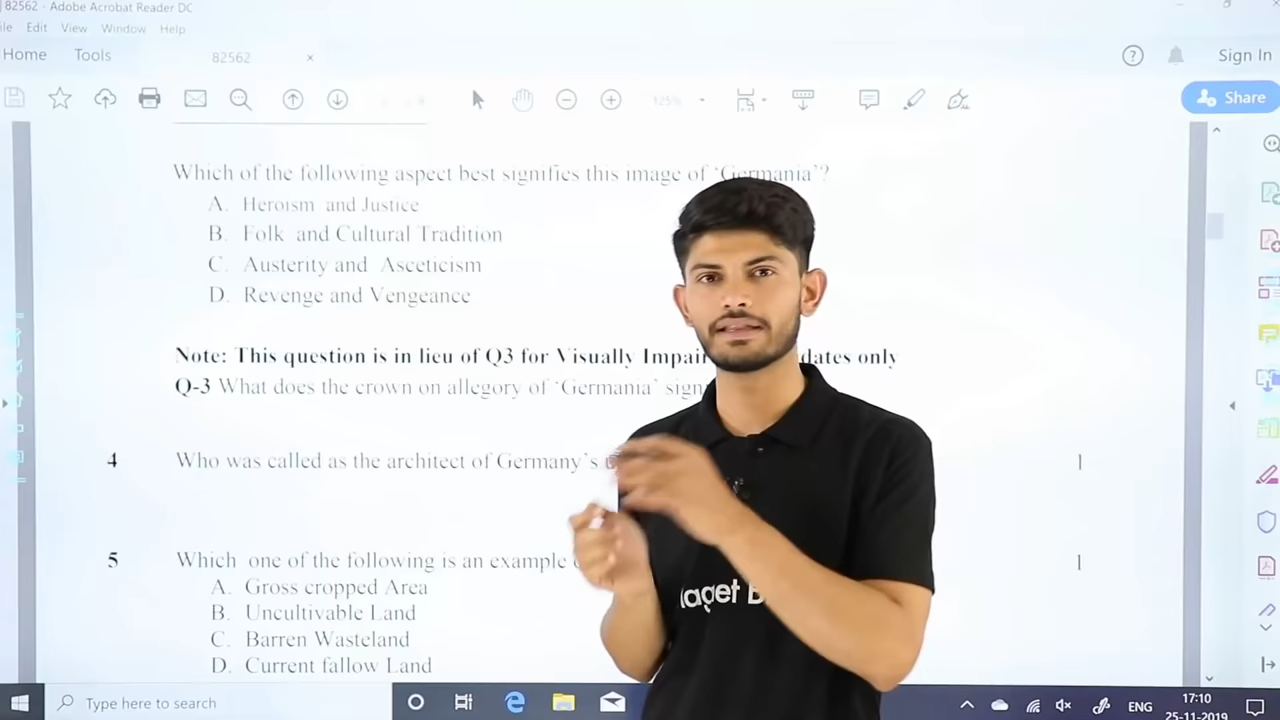 82562 - Adobe Acrobat Reader DC
Edit View Window Help
Home Tools 82562 ×
? Sign In
125%
Share
Which of the following aspect best signifies this image of ‘Germania’?
A. Heroism and Justice
B. Folk and Cultural Tradition
C. Austerity and Asceticism
D. Revenge and Vengeance
Note: This question is in lieu of Q3 for Visually only
Q-3 What does the crown on allegory of ‘Germania’
4 Who was called as the architect of Germany’s 1
5 Which one of the following is an example 1
A. Gross cropped Area
B. Uncultivable Land
C. Barren Wasteland
D. Current fallow Land
Type here to search
ENG
17:10
25-11-2019